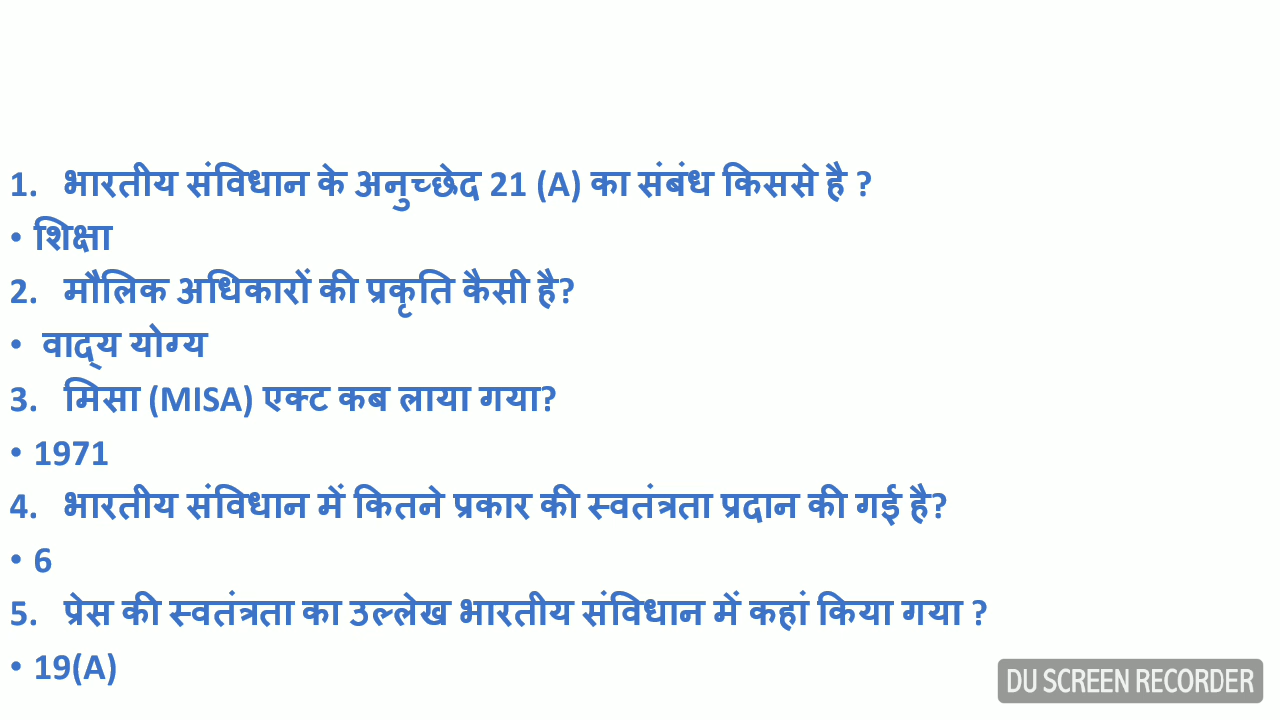 1. भारतीय संविधान के अनुच्छेद 21 (A) का संबंध किससे है ?
• शिक्षा
2. मौलिक अधिकारों की प्रकृति कैसी है?
• वाद्य योग्य
3. मिसा (MISA) एक्ट कब लाया गया?
• 1971
4. भारतीय संविधान में कितने प्रकार की स्वतंत्रता प्रदान की गई है?
• 6
5. प्रेस की स्वतंत्रता का उल्लेख भारतीय संविधान में कहां किया गया ?
• 19(A)
DU SCREEN RECORDER